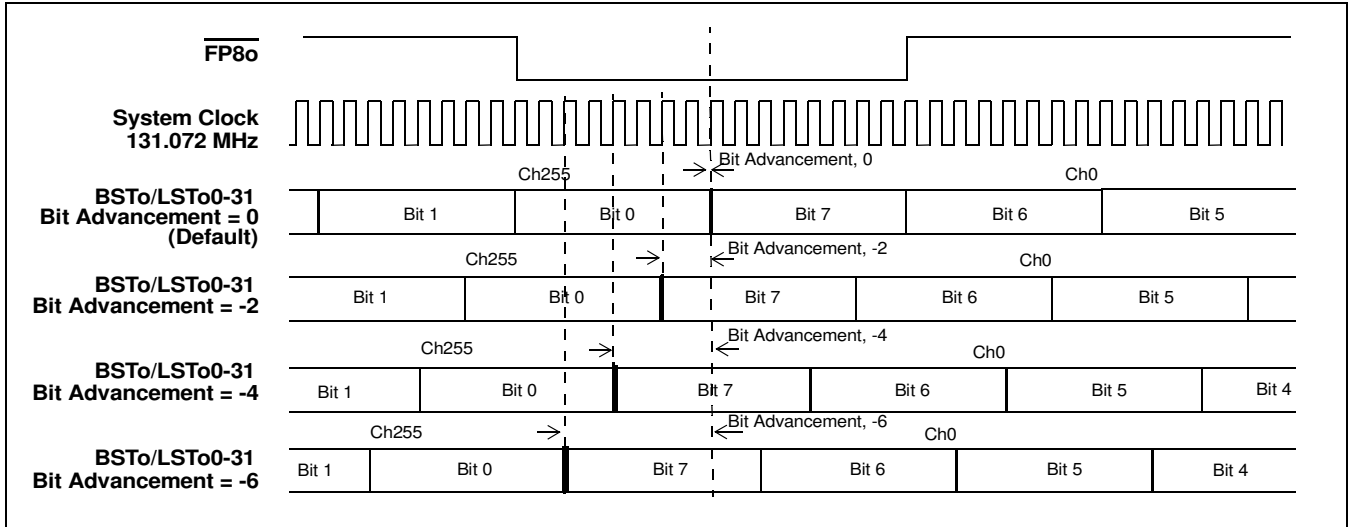 FP8o
System Clock
131.072 MHz
Bit Advancement, 0
Ch255
Ch0
BSTo/LSTo0-31
Bit Advancement = 0
(Default)
Bit 1
Bit 0
Bit 7
Bit 6
Bit 5
Bit Advancement, -2
Ch255
Ch0
BSTo/LSTo0-31
Bit Advancement = -2
Bit 1
Bit 0
Bit 7
Bit 6
Bit 5
Bit Advancement, -4
Ch255
Ch0
BSTo/LSTo0-31
Bit Advancement = -4
Bit 1
Bit 0
Bit 7
Bit 6
Bit 5
Bit 4
Bit Advancement, -6
Ch255
Ch0
BSTo/LSTo0-31
Bit Advancement = -6
Bit 1
Bit 0
Bit 7
Bit 6
Bit 5
Bit 4